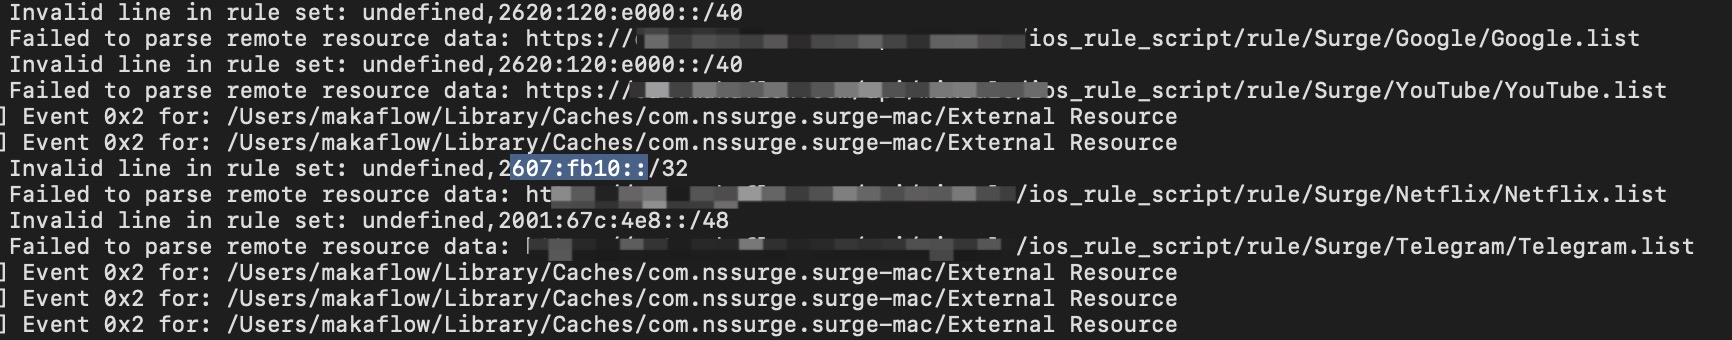 Invalid line in rule set: undefined,2620:120:e000::/40
Failed to parse remote resource data: https:// /ios_rule_script/rule/Surge/Google/Google.list
Invalid line in rule set: undefined,2620:120:e000::/40
Failed to parse remote resource data: https:// os_rule_script/rule/Surge/YouTube/YouTube.list
] Event 0x2 for: /Users/makaflow/Library/Caches/com.nssurge.surge-mac/External Resource
] Event 0x2 for: /Users/makaflow/Library/Caches/com.nssurge.surge-mac/External Resource
Invalid line in rule set: undefined,2607:fb10::/32
Failed to parse remote resource data: ht /ios_rule_script/rule/Surge/Netflix/Netflix.list
Invalid line in rule set: undefined,2001:67c:4e8::/48
Failed to parse remote resource data: /ios_rule_script/rule/Surge/Telegram/Telegram.list
] Event 0x2 for: /Users/makaflow/Library/Caches/com.nssurge.surge-mac/External Resource
] Event 0x2 for: /Users/makaflow/Library/Caches/com.nssurge.surge-mac/External Resource
] Event 0x2 for: /Users/makaflow/Library/Caches/com.nssurge.surge-mac/External Resource